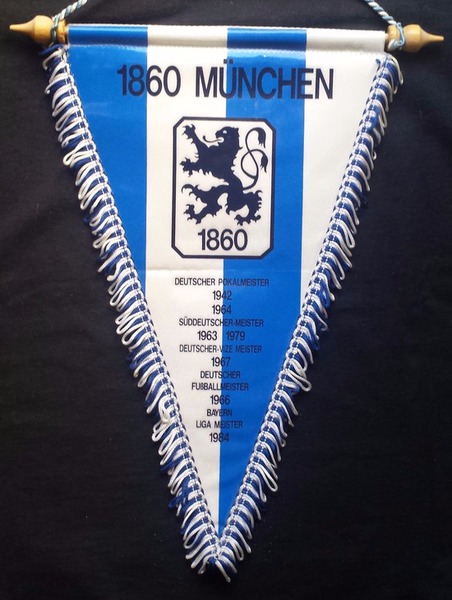 1860 MÜNCHEN
1860
DEUTSCHER POKALMEISTER
1942
1964
SÜDDEUTSCHER-MEISTER
1963 1979
DEUTSCHER-VIZE MEISTER
1967
DEUTSCHER
FUßBALLMEISTER
1966
BAYERN
LIGA MEISTER
1984